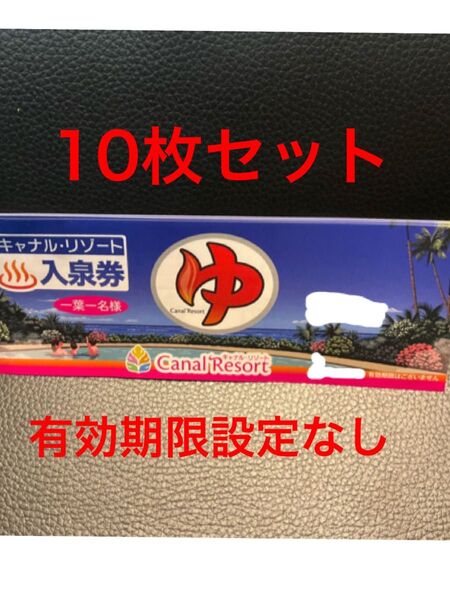 10枚セット
キャナル・リゾート
入泉券
一葉一名様
ゆ
Canal Resort
キャナル・リゾート
Canal Resort
有効期限はございません
有効期限設定なし